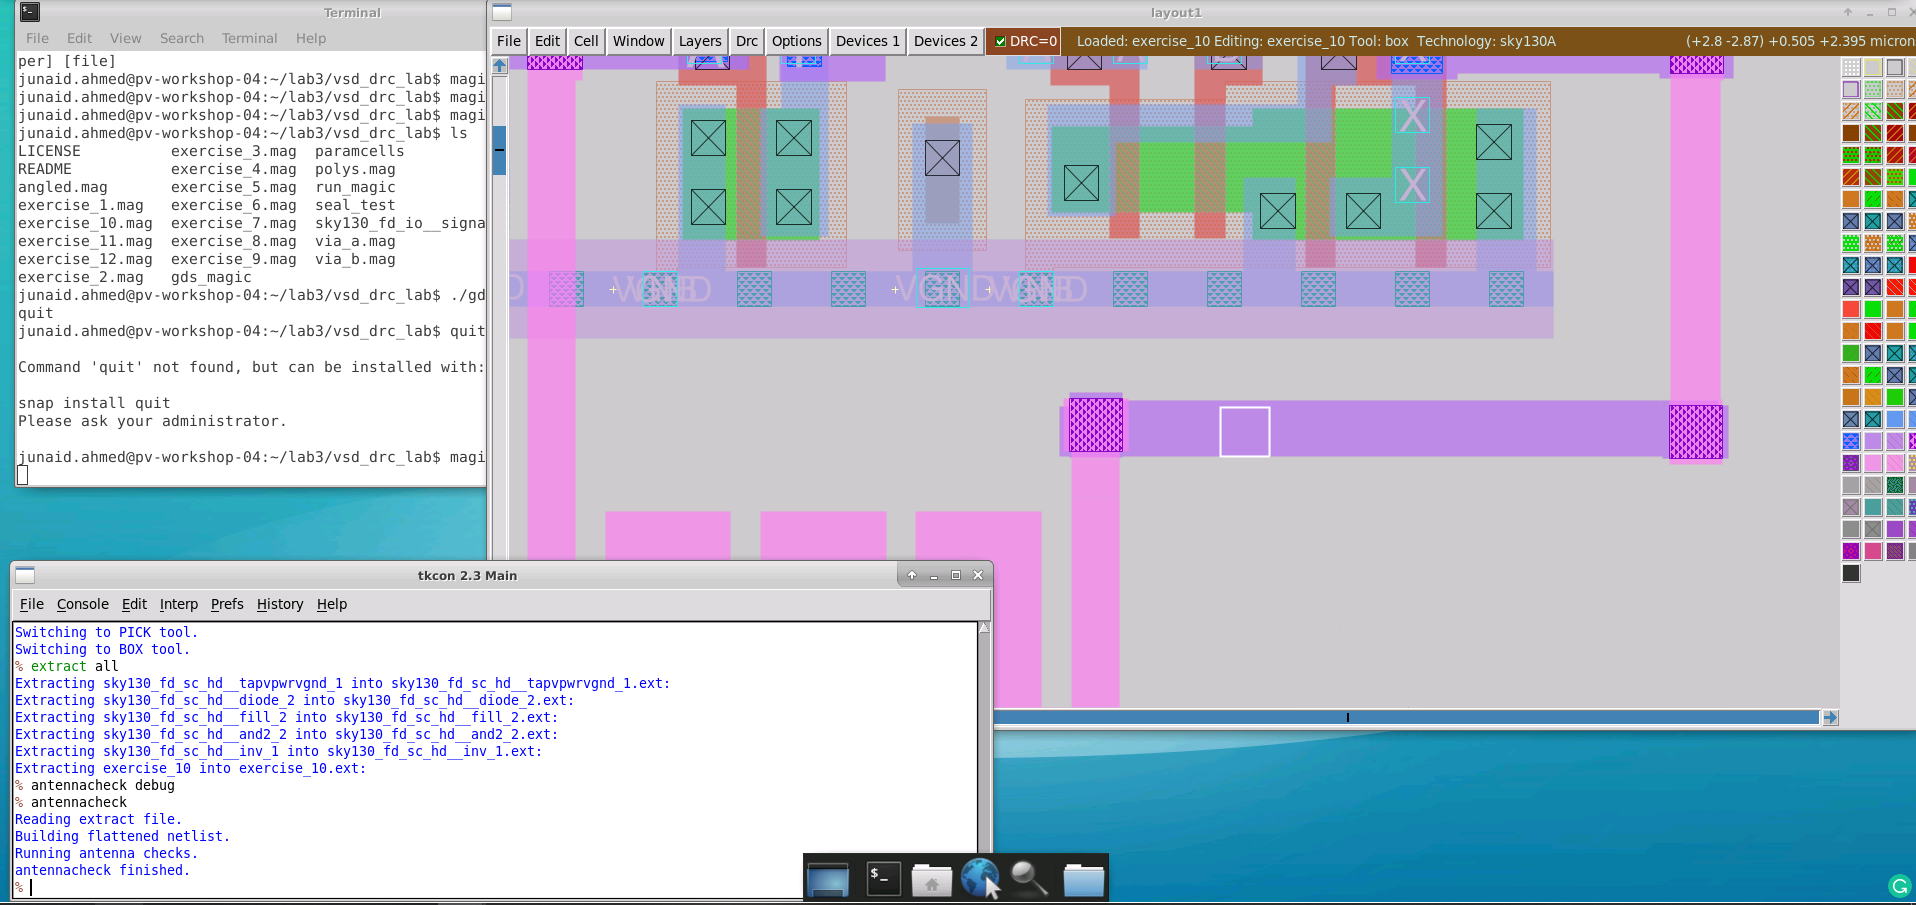 Terminal
File Edit View Search Terminal Help
per] [file]
junaid.ahmed@pv-workshop-04:~/lab3/vsd_drc_lab$ magi
junaid.ahmed@pv-workshop-04:~/lab3/vsd_drc_lab$ magi
junaid.ahmed@pv-workshop-04:~/lab3/vsd_drc_lab$ magi
junaid.ahmed@pv-workshop-04:~/lab3/vsd_drc_lab$ ls
LICENSE exercise_3.mag paramcells
README exercise_4.mag polys.mag
angled.mag exercise_5.mag run_magic
exercise_1.mag exercise_6.mag seal_test
exercise_10.mag exercise_7.mag sky130_fd_io__signa
exercise_11.mag exercise_8.mag via_a.mag
exercise_12.mag exercise_9.mag via_b.mag
exercise_2.mag gds_magic
junaid.ahmed@pv-workshop-04:~/lab3/vsd_drc_lab$ ./gd
quit
junaid.ahmed@pv-workshop-04:~/lab3/vsd_drc_lab$ quit
Command 'quit' not found, but can be installed with:
snap install quit
Please ask your administrator.
junaid.ahmed@pv-workshop-04:~/lab3/vsd_drc_lab$ magi
layout1
File Edit Cell Window Layers Drc Options Devices 1 Devices 2 DRC=0 Loaded: exercise_10 Editing: exercise_10 Tool: box Technology: sky130A (+2.8 -2.87) +0.505 +2.395 micron
X
X
VGND
tkcon 2.3 Main
File Console Edit Interp Prefs History Help
Switching to PICK tool.
Switching to BOX tool.
% extract all
Extracting sky130_fd_sc_hd__tapvpwrvgnd_1 into sky130_fd_sc_hd__tapvpwrvgnd_1.ext:
Extracting sky130_fd_sc_hd__diode_2 into sky130_fd_sc_hd__diode_2.ext:
Extracting sky130_fd_sc_hd__fill_2 into sky130_fd_sc_hd__fill_2.ext:
Extracting sky130_fd_sc_hd__and2_2 into sky130_fd_sc_hd__and2_2.ext:
Extracting sky130_fd_sc_hd__inv_1 into sky130_fd_sc_hd__inv_1.ext:
Extracting exercise_10 into exercise_10.ext:
% antennacheck debug
% antennacheck
Reading extract file.
Building flattened netlist.
Running antenna checks.
antennacheck finished.
%